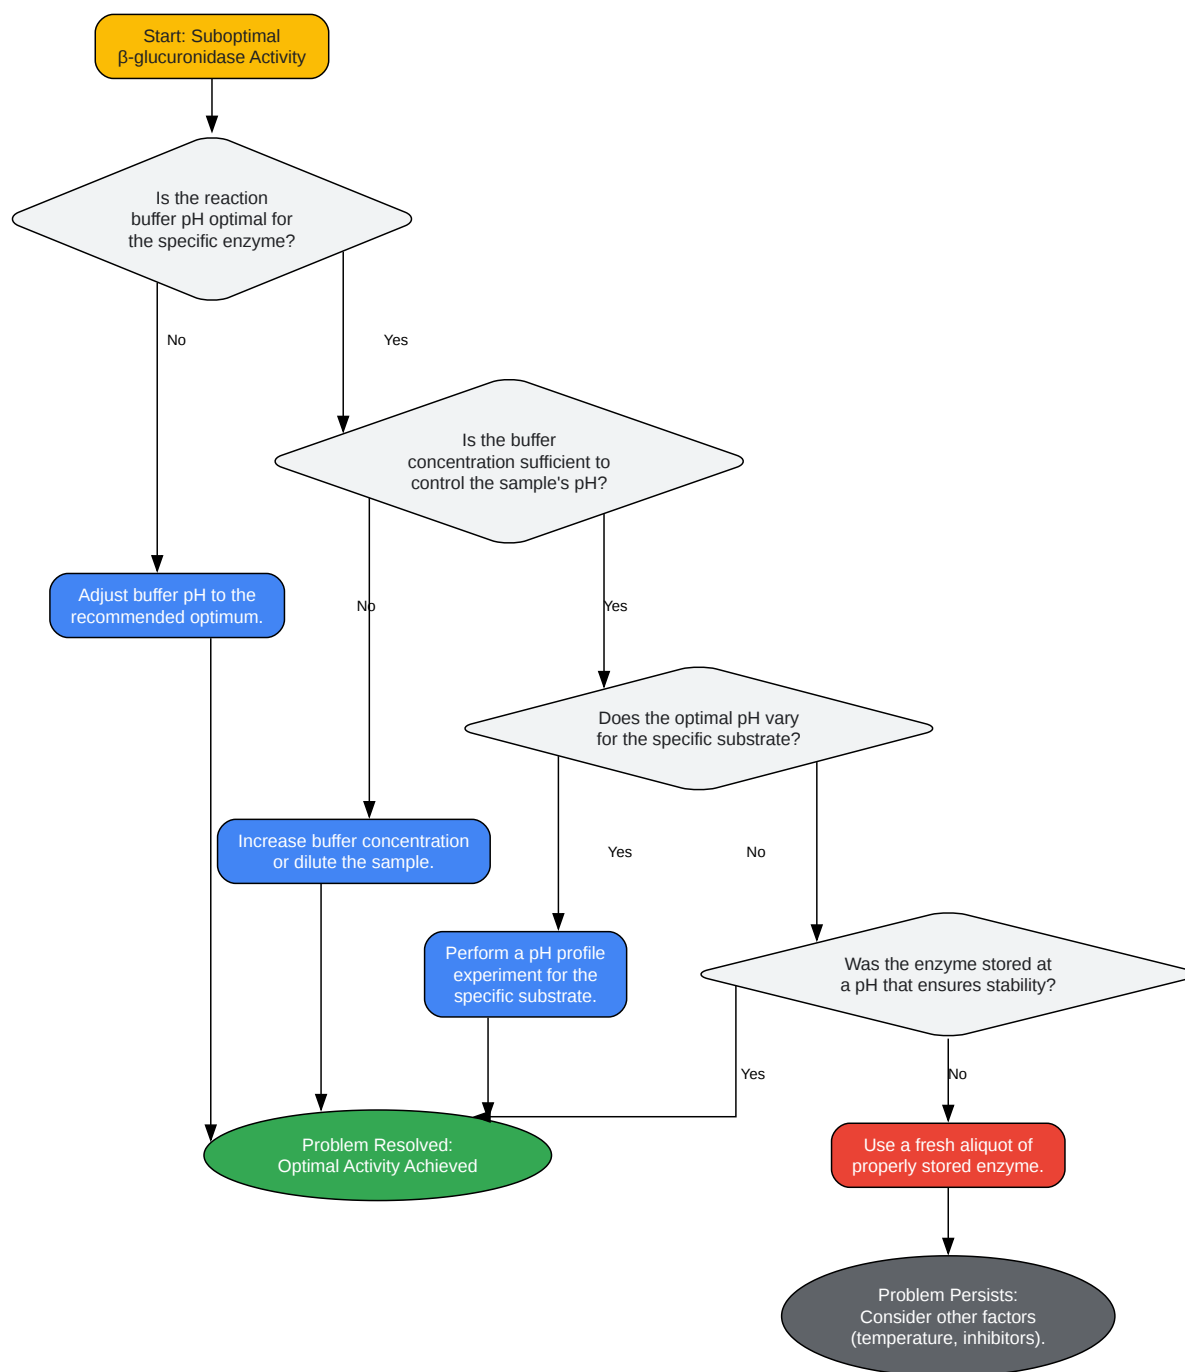 Start: Suboptimal
β-glucuronidase Activity
Is the reaction
buffer pH optimal for
the specific enzyme?
No
Yes
Is the buffer
concentration sufficient to
control the sample's pH?
Adjust buffer pH to the
recommended optimum.
No
Yes
Does the optimal pH vary
for the specific substrate?
Increase buffer concentration
or dilute the sample.
Yes
No
Perform a pH profile
experiment for the
specific substrate.
Was the enzyme stored at
a pH that ensures stability?
Yes
No
Problem Resolved:
Optimal Activity Achieved
Use a fresh aliquot of
properly stored enzyme.
Problem Persists:
Consider other factors
(temperature, inhibitors).